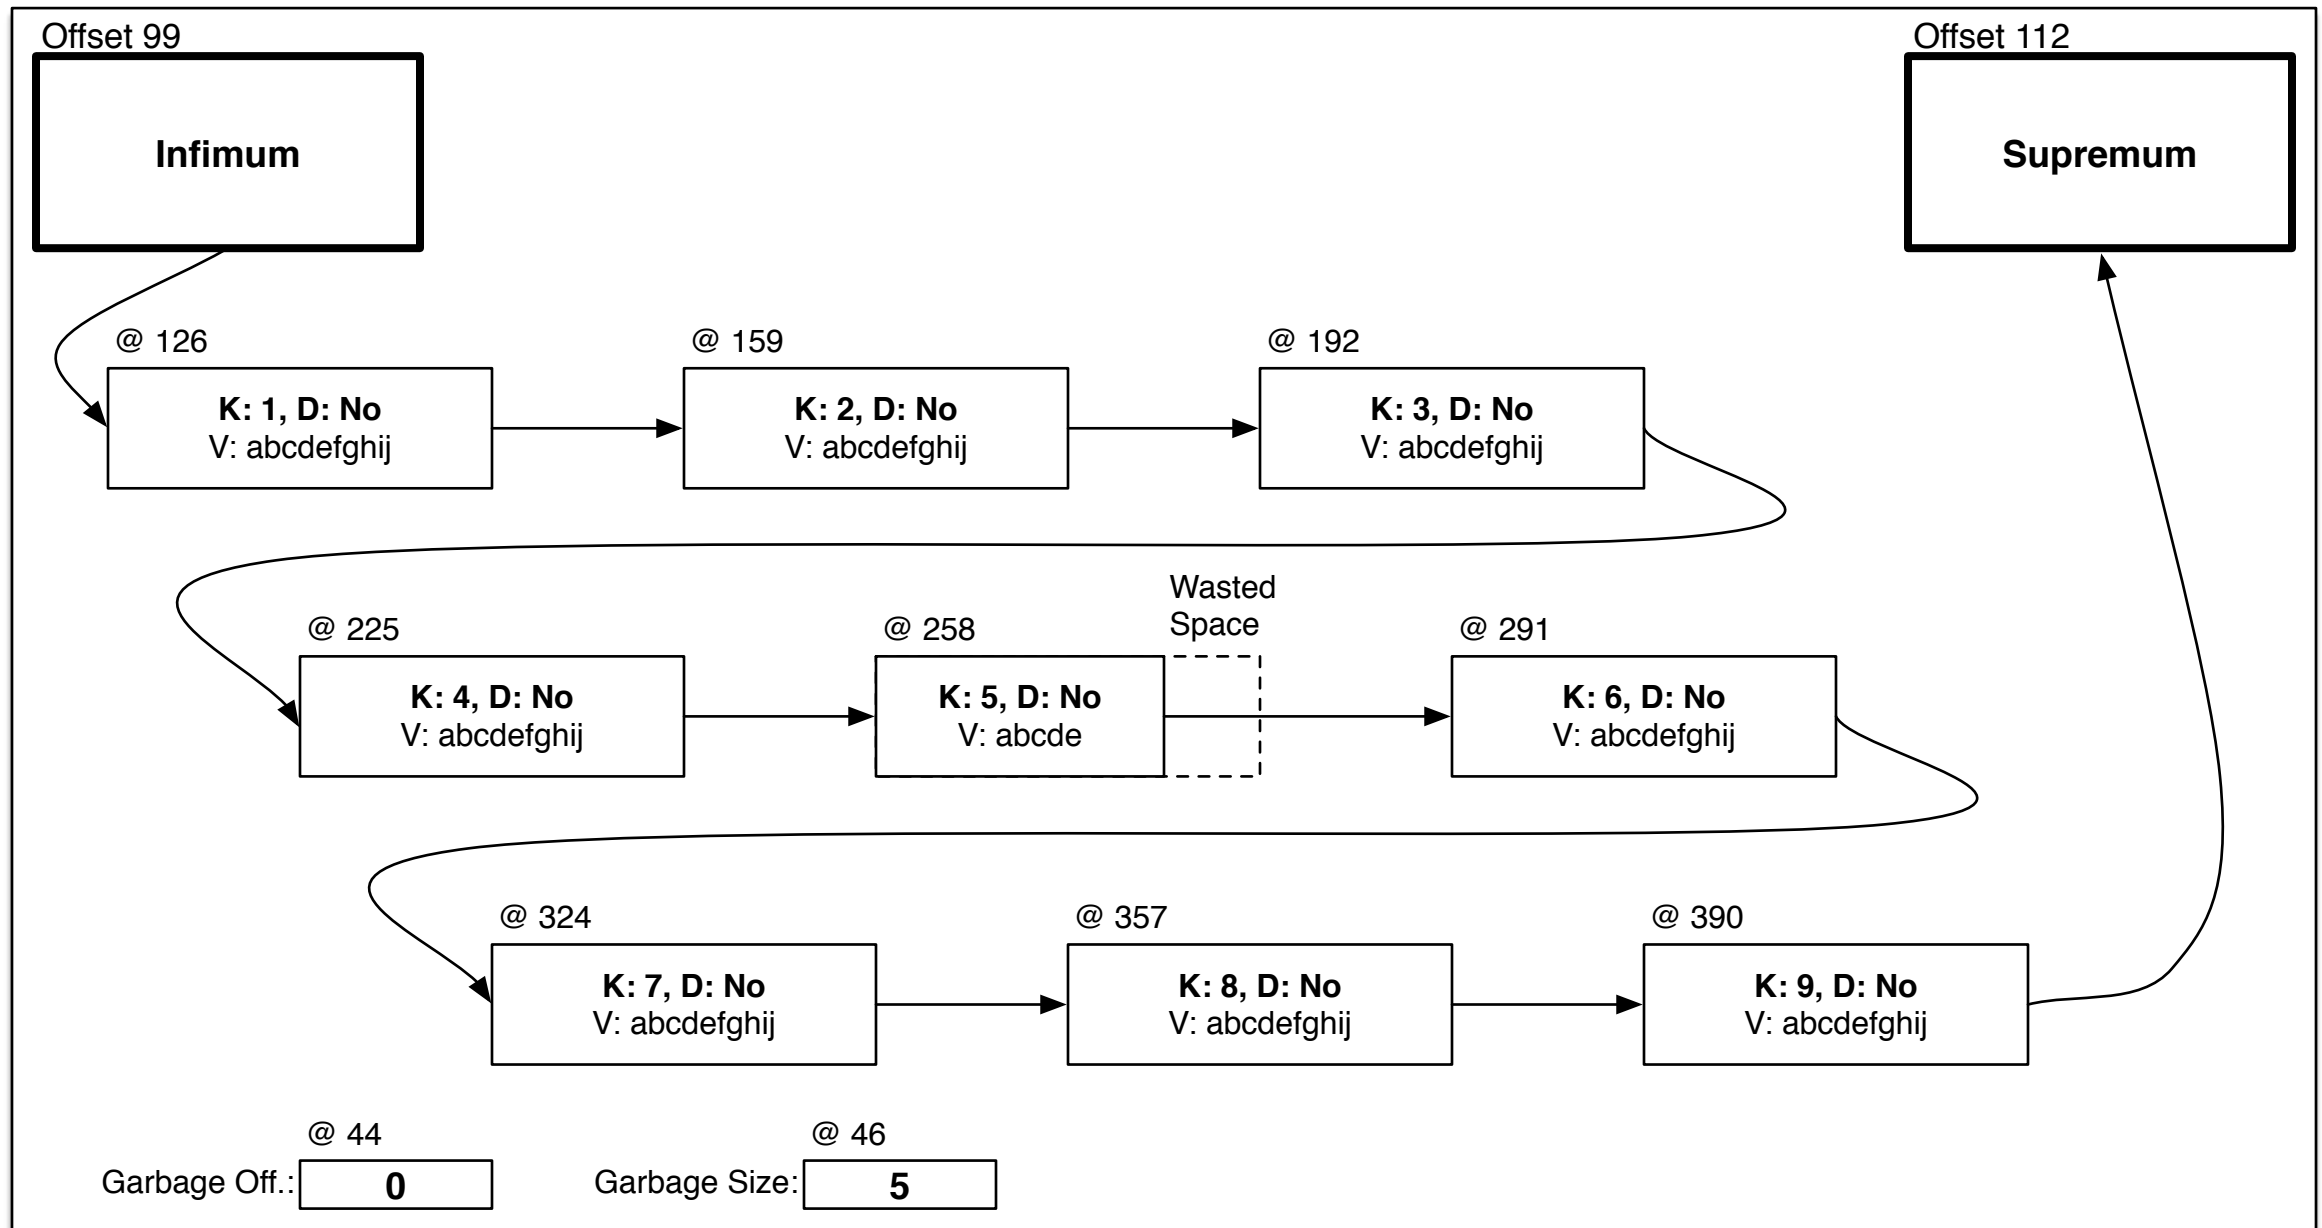 Offset 99
Offset 112
Infimum
Supremum
@ 126
@ 159
@ 192
K: 1, D: No
V: abcdefghij
K: 2, D: No
V: abcdefghij
K: 3, D: No
V: abcdefghij
Wasted
Space
@ 225
@ 258
@ 291
K: 4, D: No
V: abcdefghij
K: 5, D: No
V: abcde
K: 6, D: No
V: abcdefghij
@ 324
@ 357
@ 390
K: 7, D: No
V: abcdefghij
K: 8, D: No
V: abcdefghij
K: 9, D: No
V: abcdefghij
@ 44
@ 46
Garbage Off.: 0
Garbage Size: 5